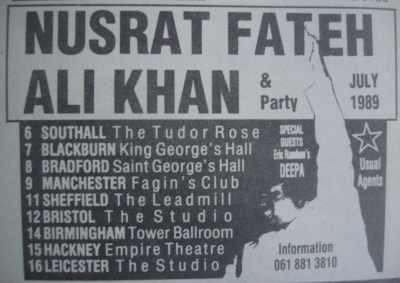 NUSRAT FATEH
ALI KHAN & Party
JULY 1989
6 SOUTHALL The Tudor Rose
7 BLACKBURN King George's Hall
8 BRADFORD Saint George's Hall
9 MANCHESTER Fagin's Club
11 SHEFFIELD The Leadmill
12 BRISTOL The Studio
14 BIRMINGHAM Tower Ballroom
15 HACKNEY Empire Theatre
16 LEICESTER The Studio
SPECIAL
GUESTS
Eric Random's
DEEPA
Usual
Agents
Information
061 881 3810